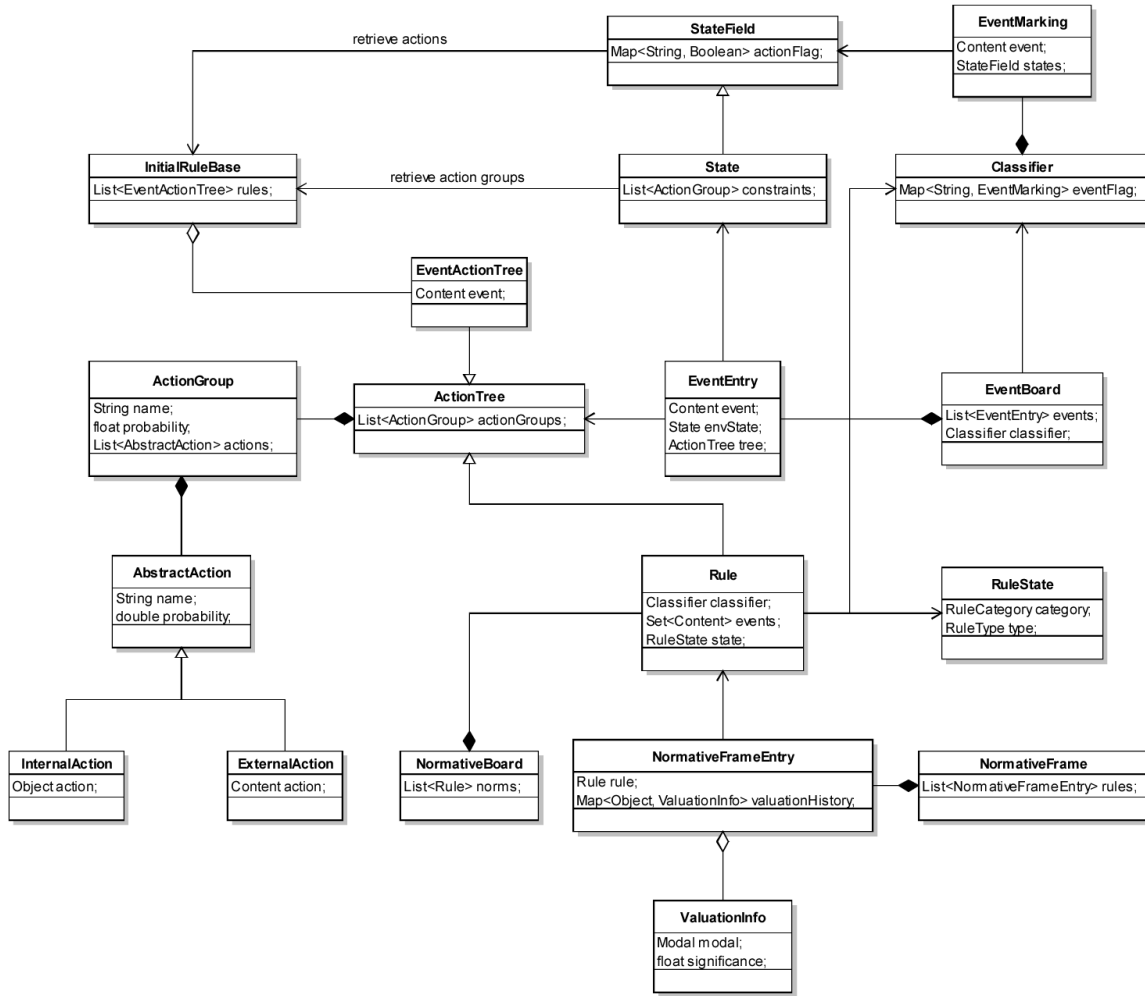 StateField
Map<String, Boolean> actionFlag;
EventMarking
Content event;
StateField states;
retrieve actions
InitialRuleBase
List<EventActionTree> rules;
retrieve action groups
State
List<ActionGroup> constraints;
Classifier
Map<String, EventMarking> eventFlag;
EventActionTree
Content event;
ActionGroup
String name;
float probability;
List<AbstractAction> actions;
ActionTree
List<ActionGroup> actionGroups;
EventEntry
Content event;
State envState;
ActionTree tree;
EventBoard
List<EventEntry> events;
Classifier classifier;
AbstractAction
String name;
double probability;
Rule
Classifier classifier;
Set<Content> events;
RuleState state;
RuleState
RuleCategory category;
RuleType type;
InternalAction
Object action;
ExternalAction
Content action;
NormativeBoard
List<Rule> norms;
NormativeFrameEntry
Rule rule;
Map<Object, ValuationInfo> valuationHistory;
NormativeFrame
List<NormativeFrameEntry> rules;
ValuationInfo
Modal modal;
float significance;